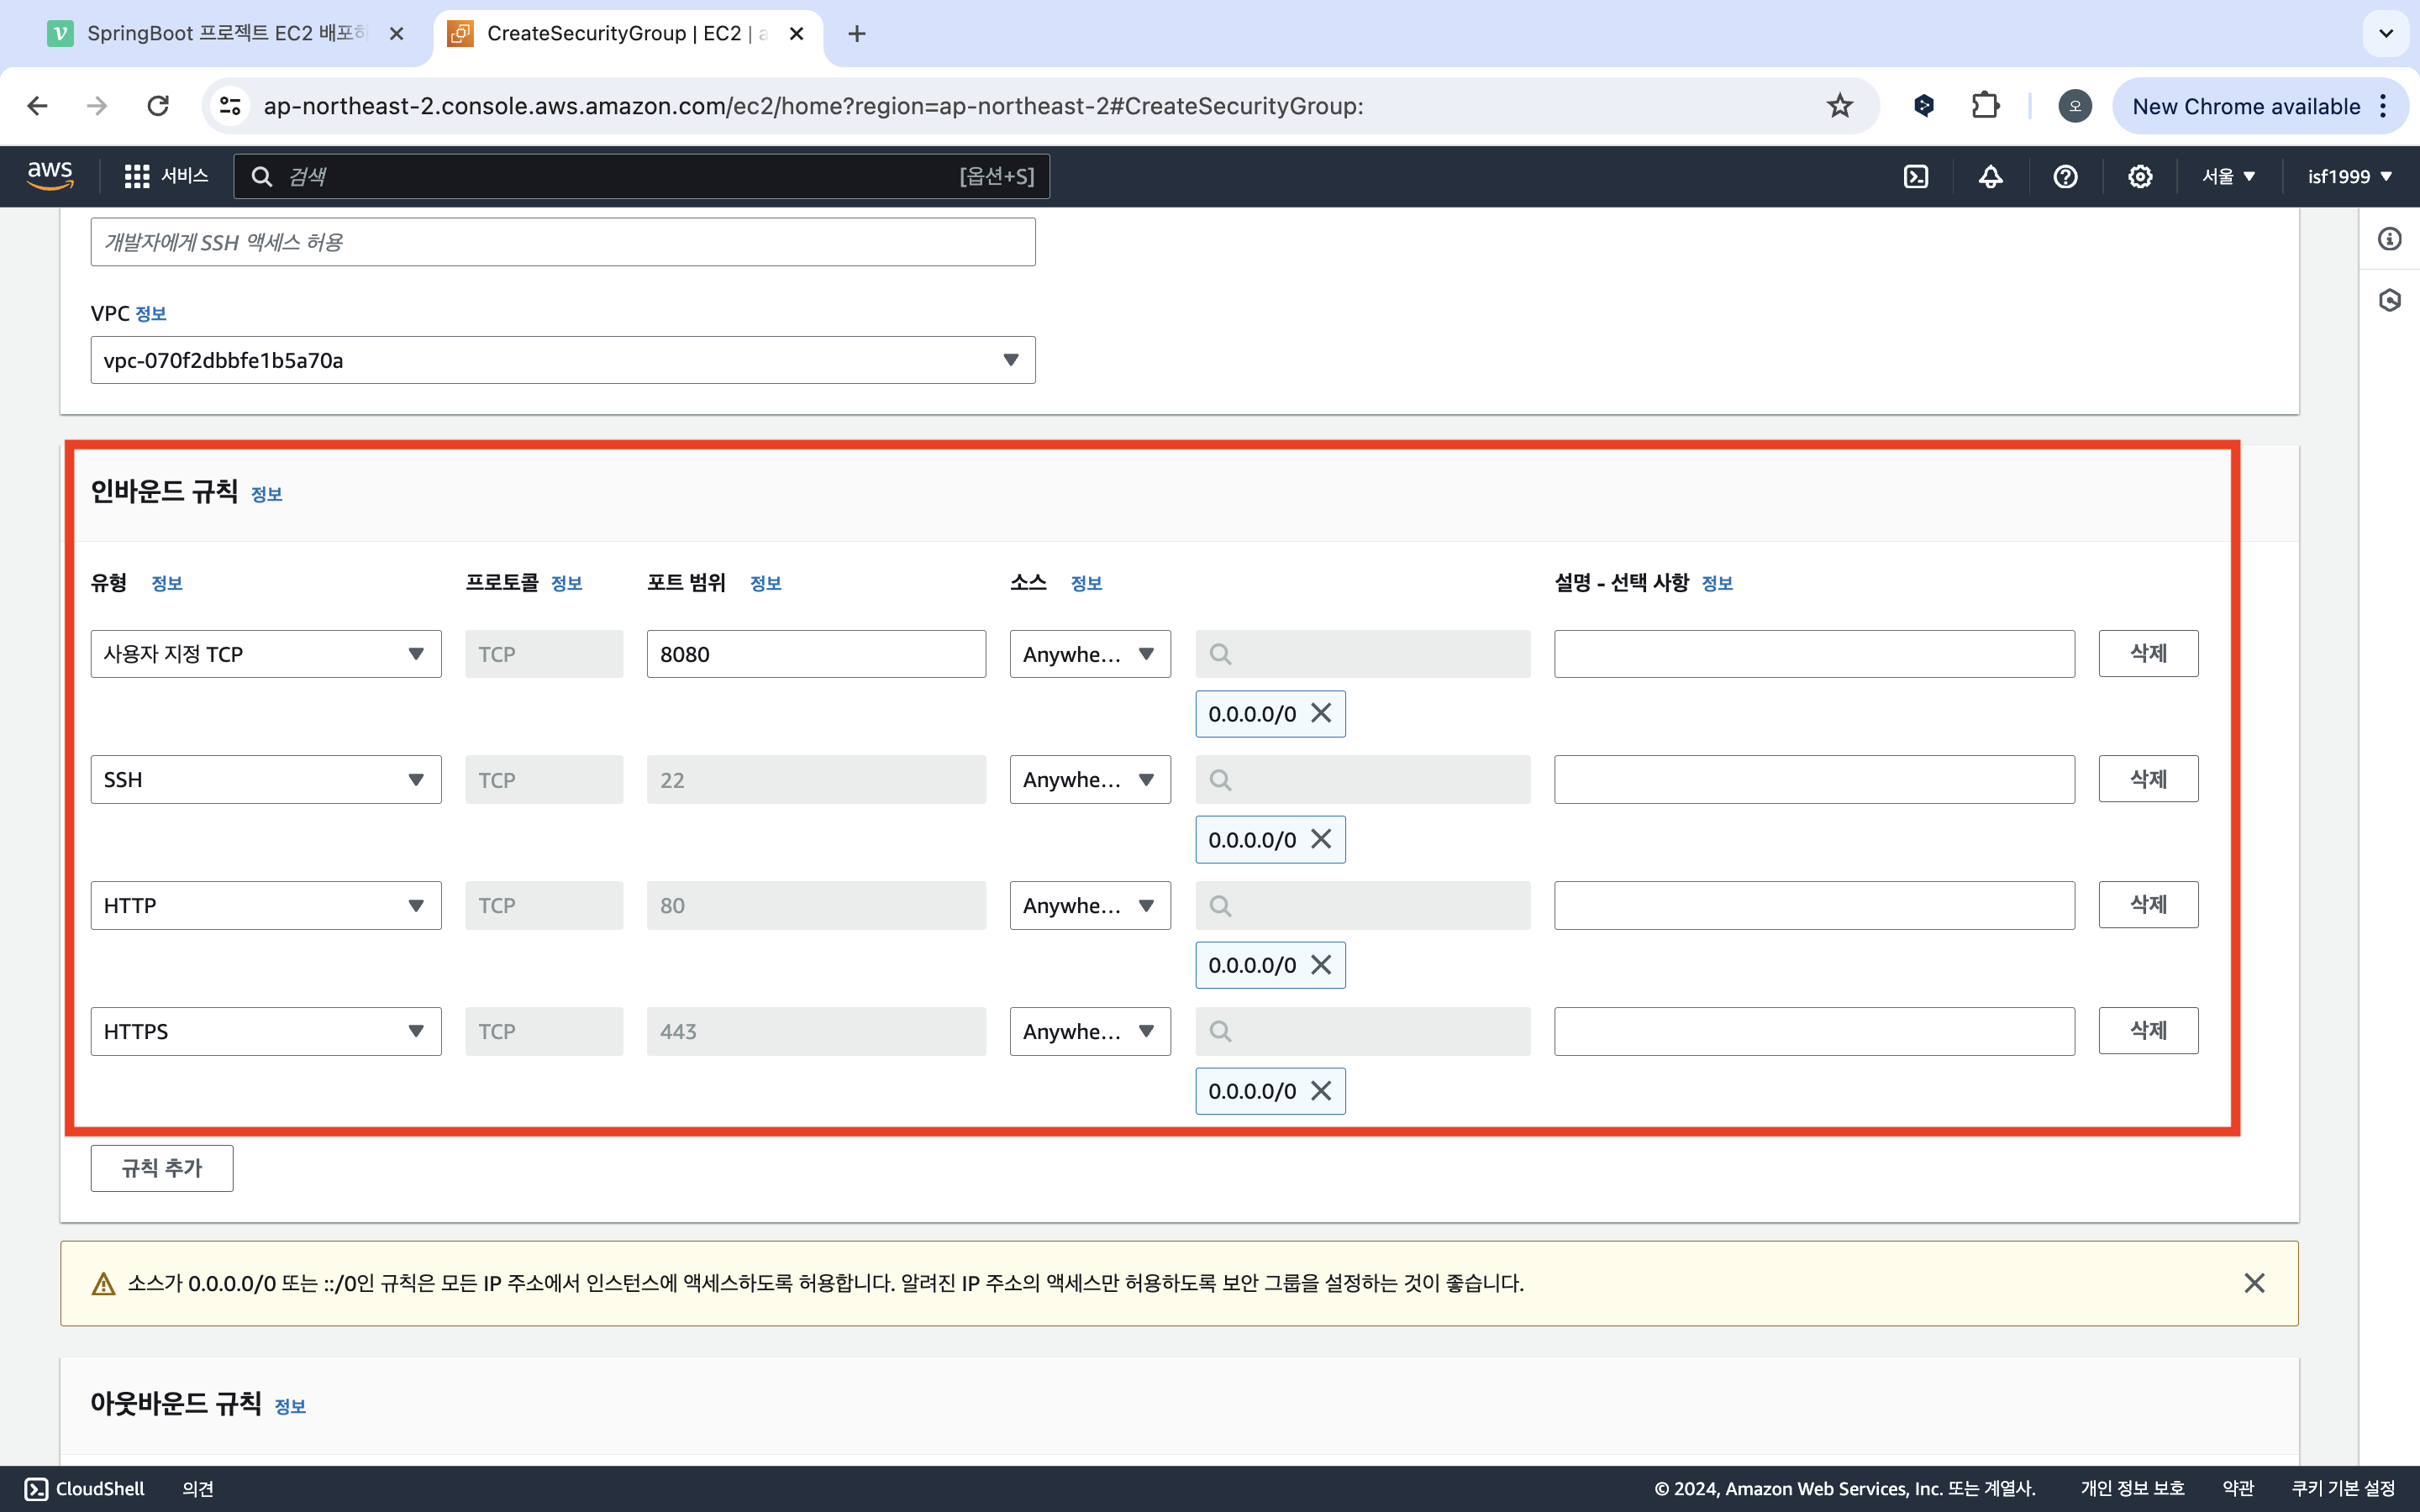 SpringBoot 프로젝트 EC2 배포하
CreateSecurityGroup | EC2 | a
ap-northeast-2.console.aws.amazon.com/ec2/home?region=ap-northeast-2#CreateSecurityGroup:
오
New Chrome available
aws
서비스
검색
[옵션+S]
서울
isf1999
개발자에게 SSH 액세스 허용
VPC 정보
vpc-070f2dbbfe1b5a70a
인바운드 규칙 정보
유형 정보 프로토콜 정보 포트 범위 정보 소스 정보 설명 - 선택 사항 정보
사용자 지정 TCP TCP 8080 Anywhe... 삭제
0.0.0.0/0
SSH TCP 22 Anywhe... 삭제
0.0.0.0/0
HTTP TCP 80 Anywhe... 삭제
0.0.0.0/0
HTTPS TCP 443 Anywhe... 삭제
0.0.0.0/0
규칙 추가
소스가 0.0.0.0/0 또는 ::/0인 규칙은 모든 IP 주소에서 인스턴스에 액세스하도록 허용합니다. 알려진 IP 주소의 액세스만 허용하도록 보안 그룹을 설정하는 것이 좋습니다.
아웃바운드 규칙 정보
CloudShell 의견 © 2024, Amazon Web Services, Inc. 또는 계열사. 개인 정보 보호 약관 쿠키 기본 설정